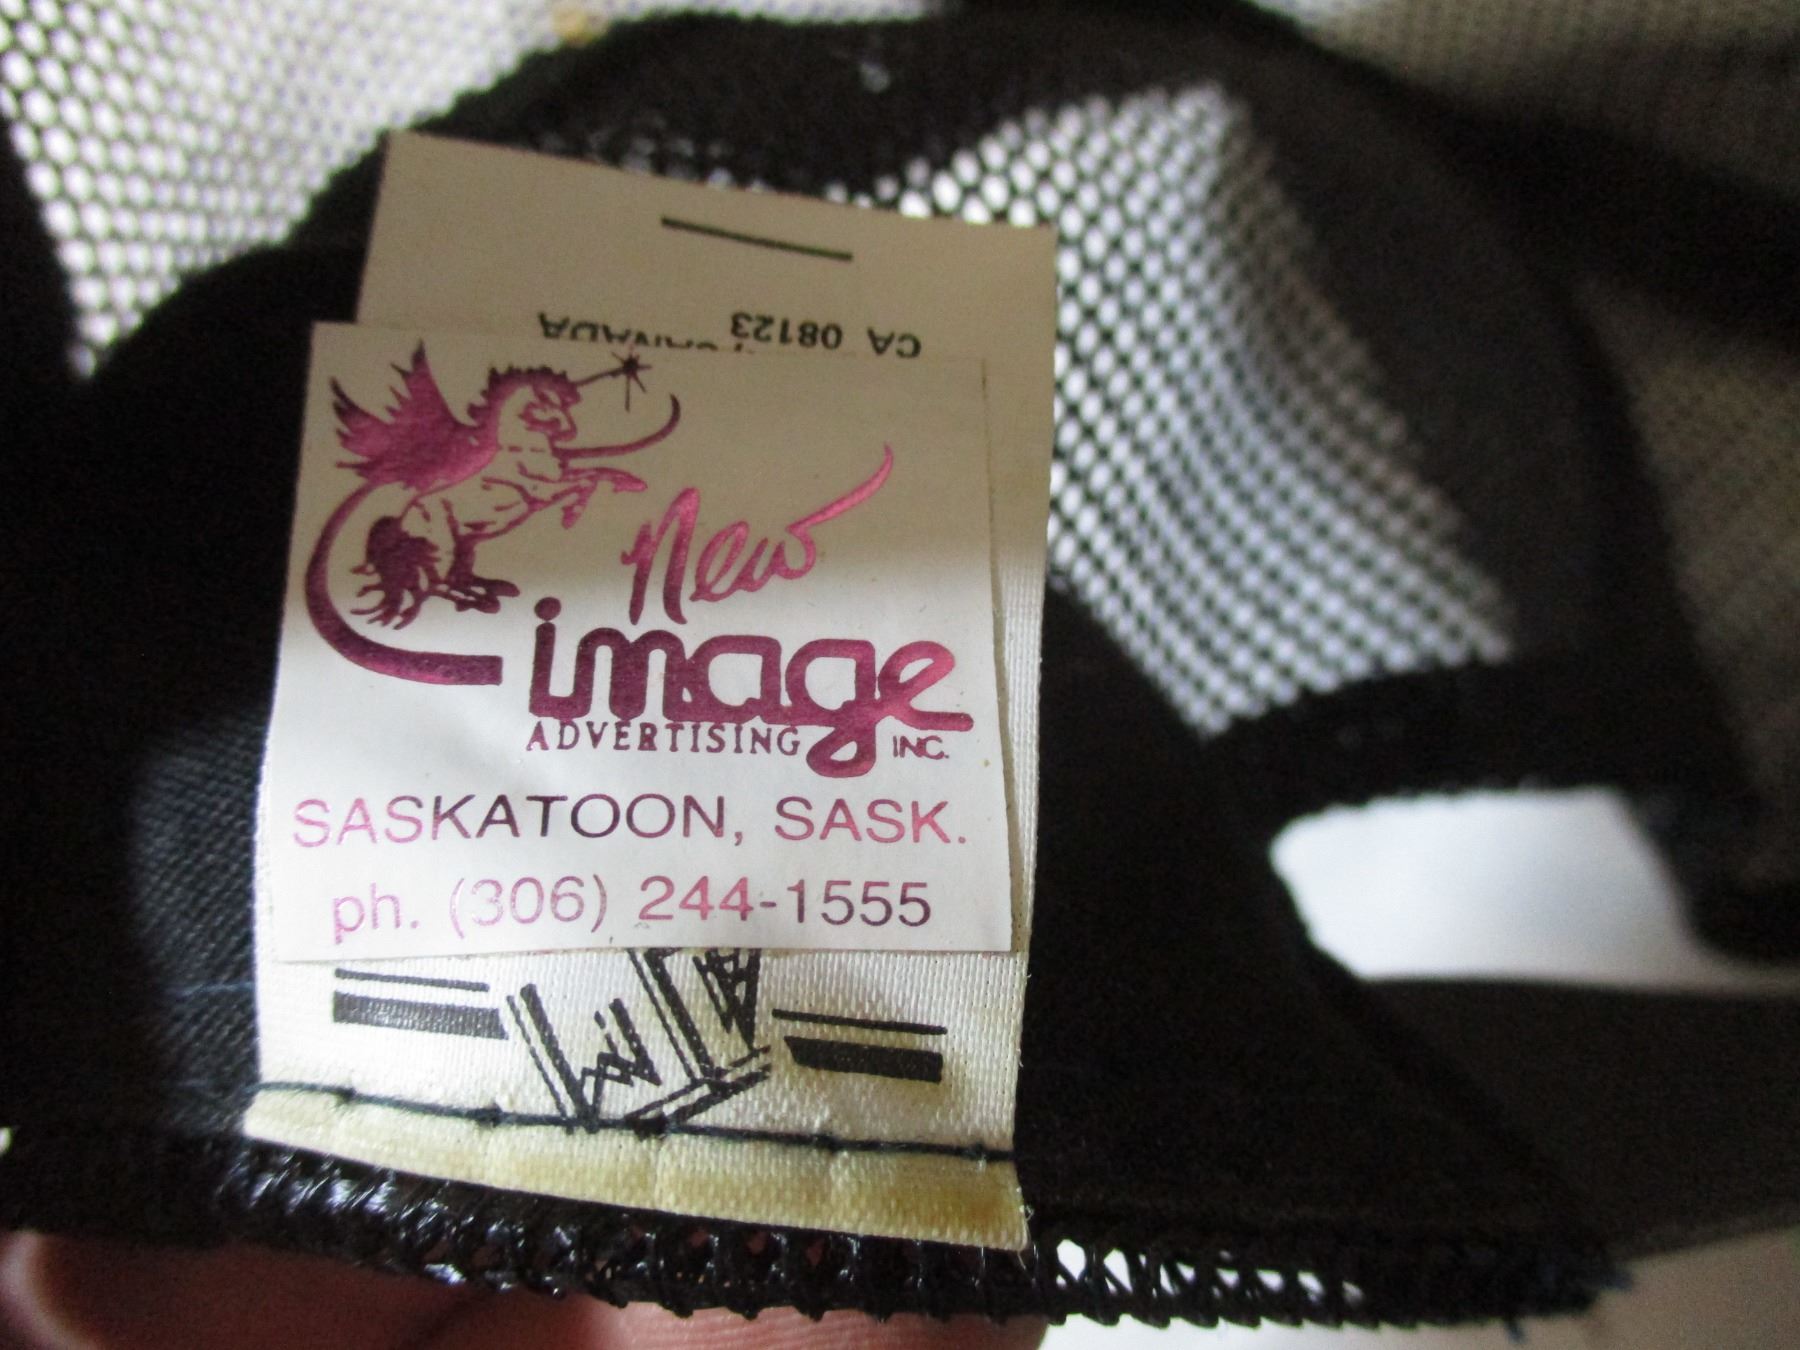 CA 08123
New
image
ADVERTISING INC.
SASKATOON, SASK.
ph. (306) 244-1555